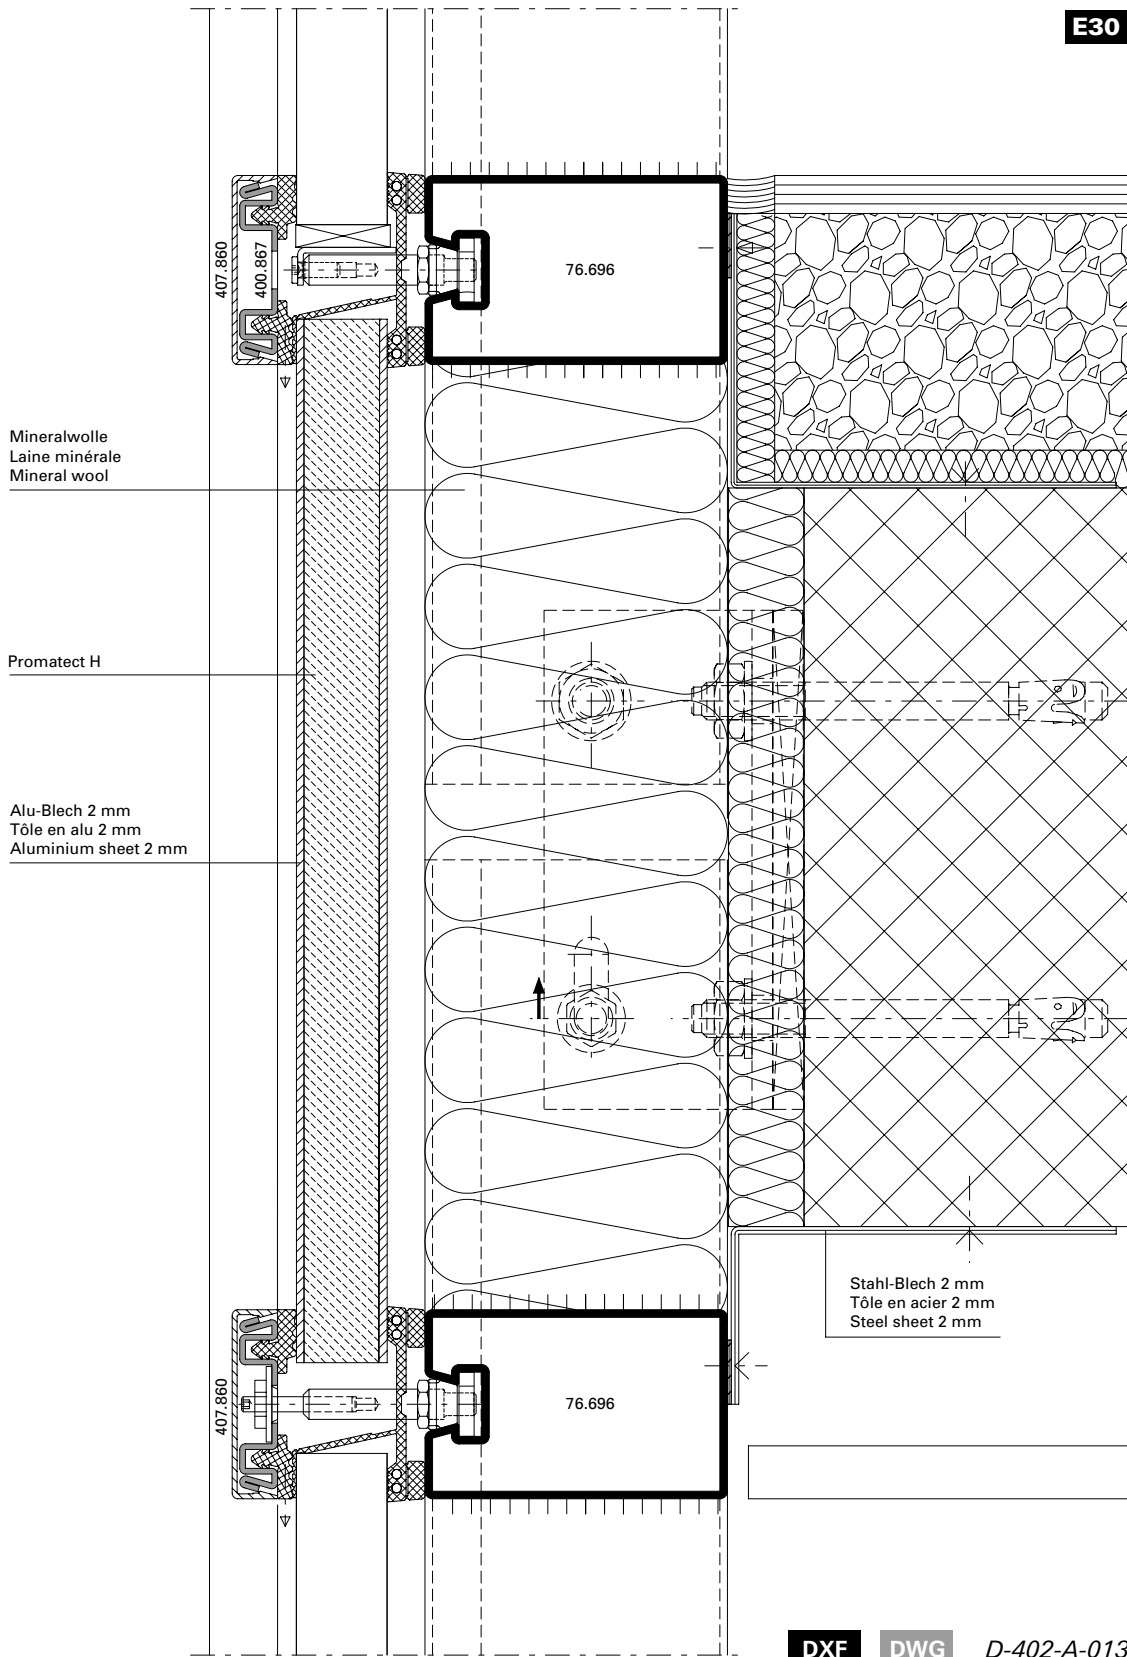 E30
407.860
400.867
76.696
Mineralwolle
Laine minérale
Mineral wool
Promatect H
Alu-Blech 2 mm
Tôle en alu 2 mm
Aluminium sheet 2 mm
Stahl-Blech 2 mm
Tôle en acier 2 mm
Steel sheet 2 mm
407.860
76.696
DXF DWG D-402-A-013